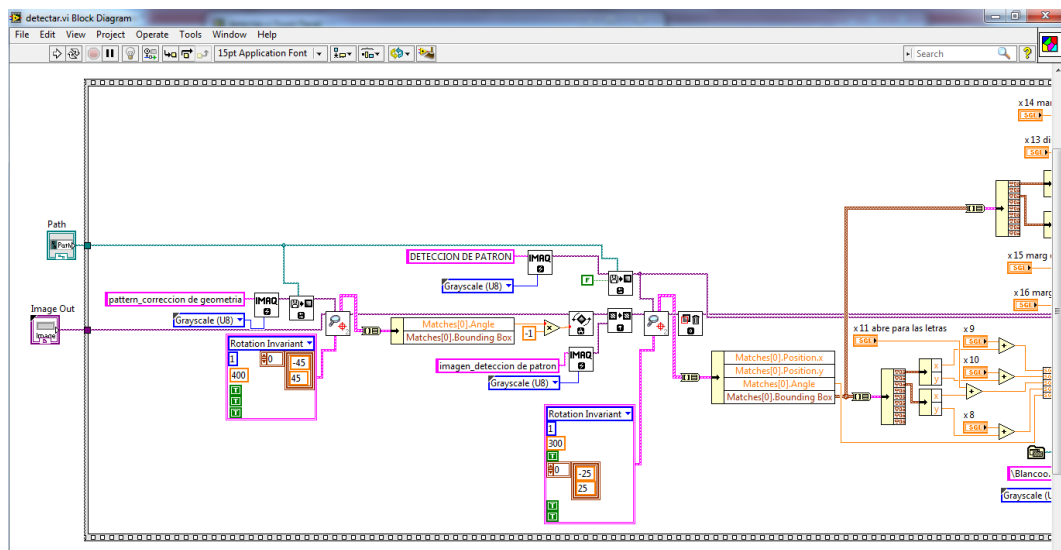 detectar.vi Block Diagram
File Edit View Project Operate Tools Window Help
15pt Application Font
Search
x 14 mar
SGL
x 13 di
SGL
Path
Path
DETECCION DE PATRON
IMAQ
Grayscale (U8)
F
x 15 marg
SGL
pattern_correccion de geometria
IMAQ
Grayscale (U8)
Image Out
Image
x 16 marg
SGL
Matches[0].Angle
Matches[0].Bounding Box
-1
x 11 abre para las letras
SGL
x 9
SGL
Rotation Invariant
1
0
-45
45
400
T
T
T
imagen_deteccion de patron
IMAQ
Grayscale (U8)
Matches[0].Position.x
Matches[0].Position.y
Matches[0].Angle
Matches[0].Bounding Box
x
y
x
y
x 10
SGL
x 8
SGL
Rotation Invariant
1
300
T
0
-25
25
T
T
\Blancoo.
Grayscale (U